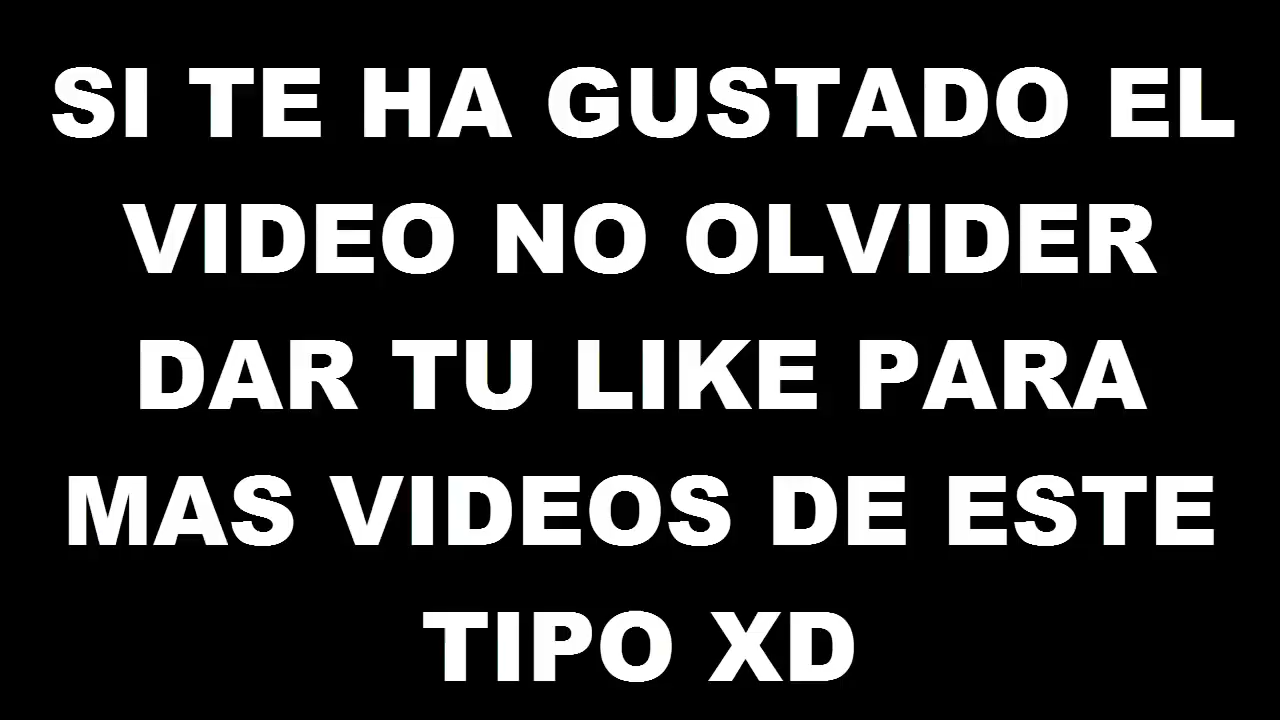 SI TE HA GUSTADO EL
VIDEO NO OLVIDER
DAR TU LIKE PARA
MAS VIDEOS DE ESTE
TIPO XD